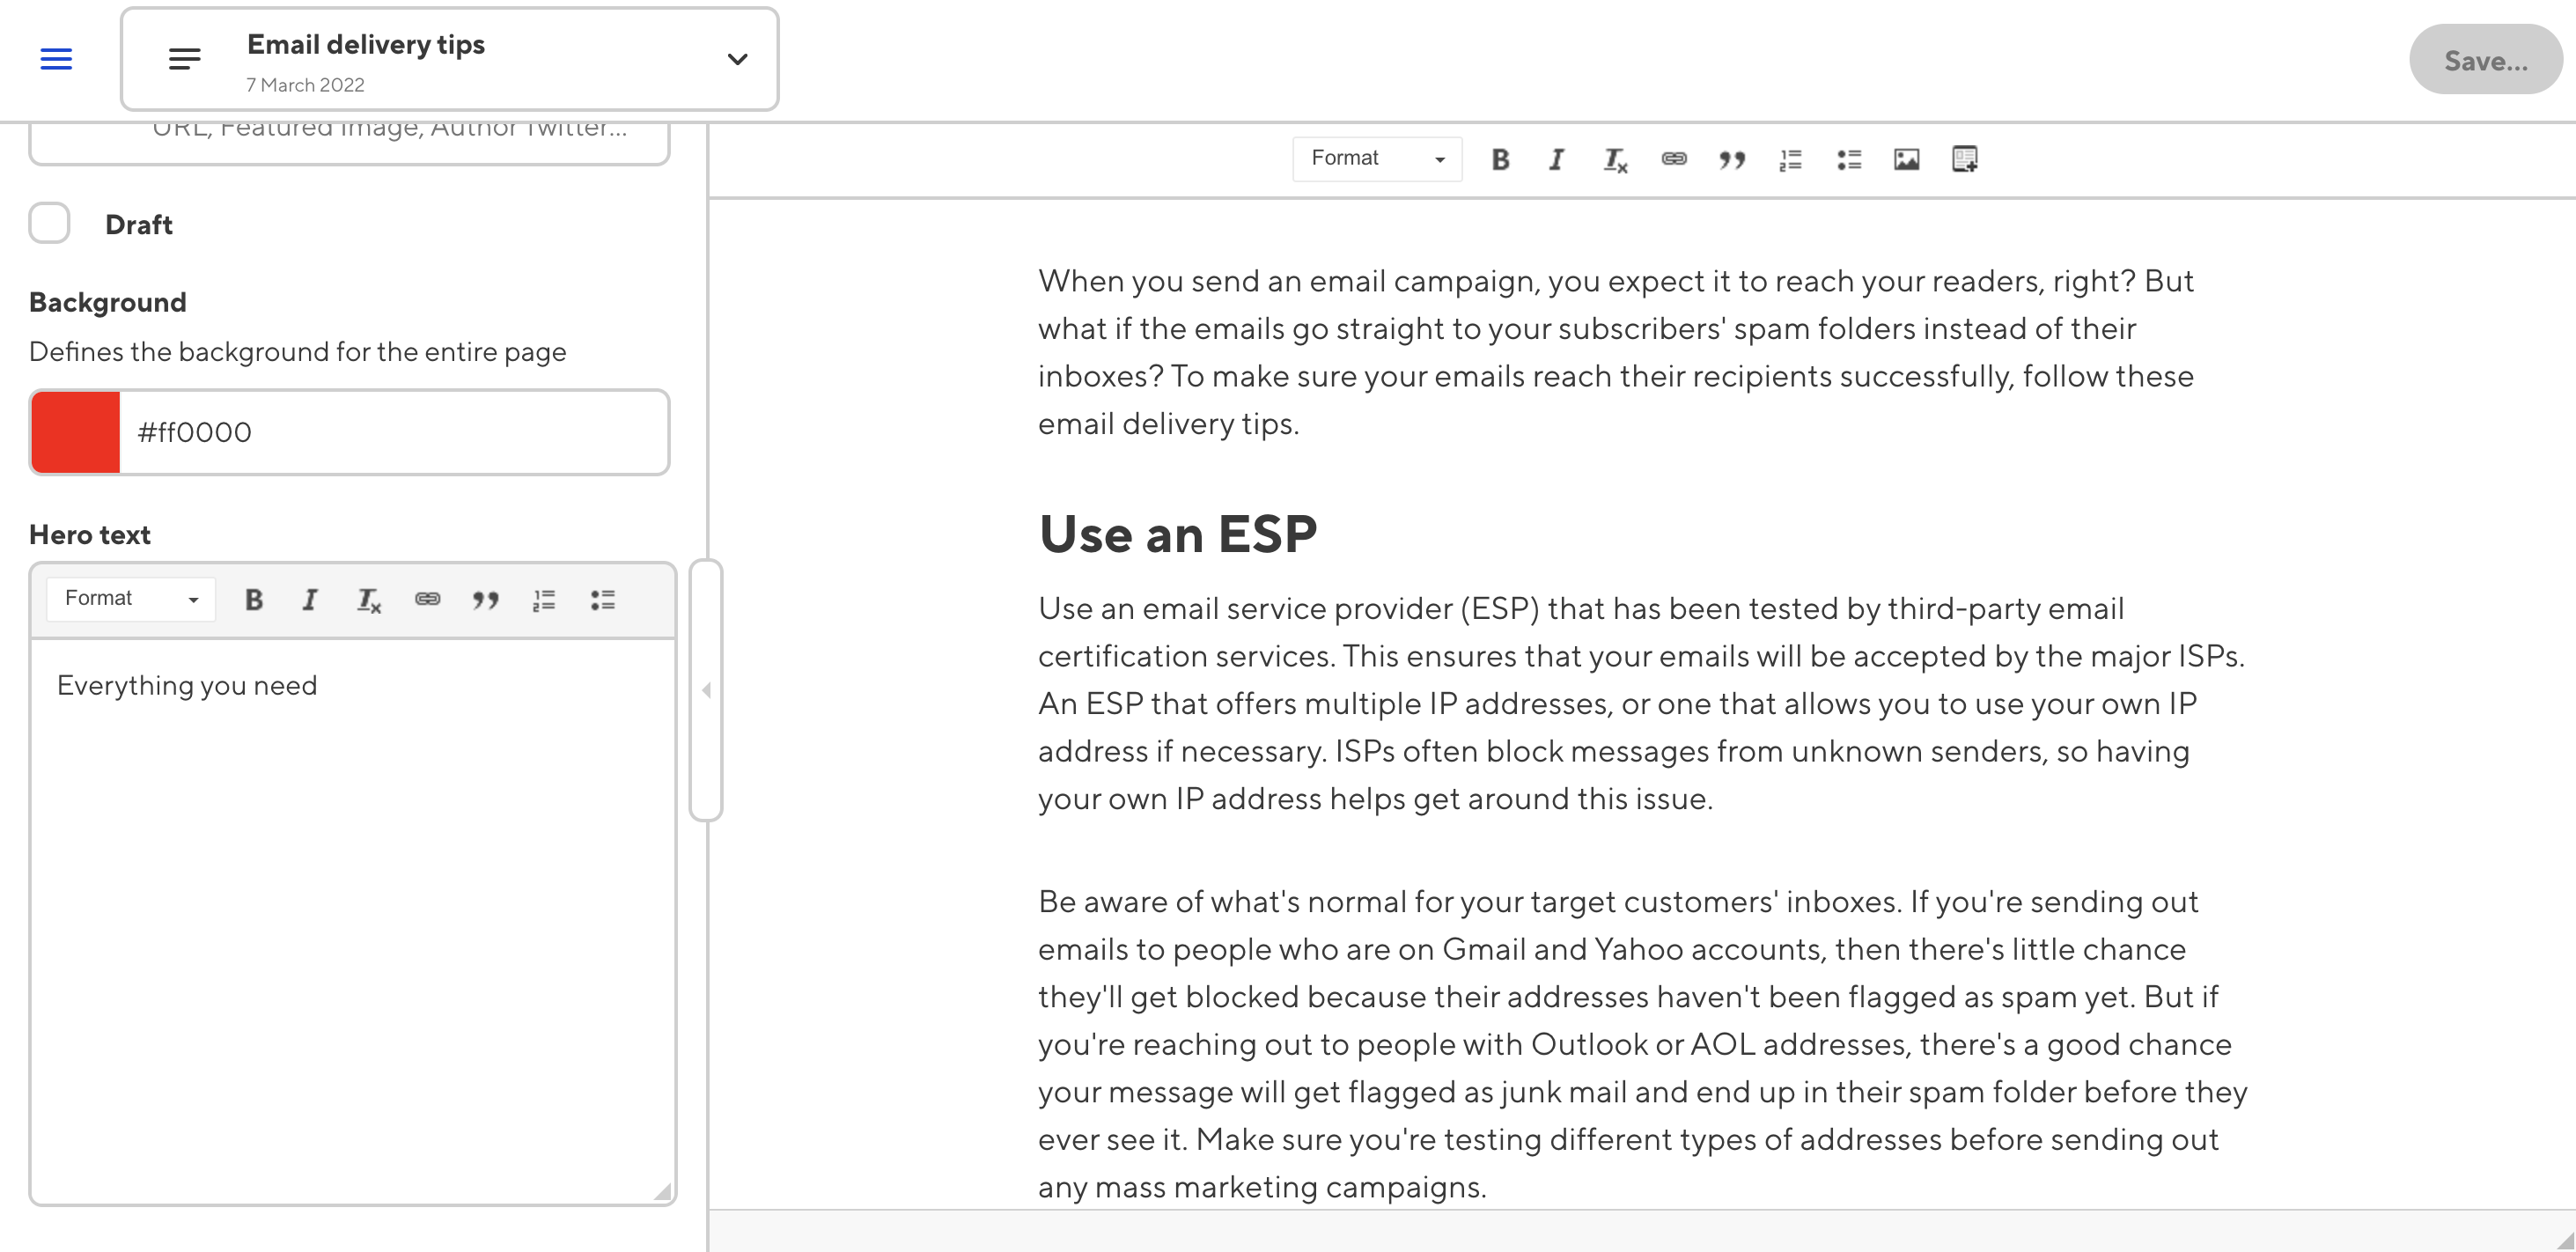 Email delivery tips
7 March 2022
Save...
URL, Featured Image, Author Twitter...
Draft
Background
Defines the background for the entire page
#ff0000
Hero text
Format
Everything you need
Format
When you send an email campaign, you expect it to reach your readers, right? But
what if the emails go straight to your subscribers' spam folders instead of their
inboxes? To make sure your emails reach their recipients successfully, follow these
email delivery tips.
Use an ESP
Use an email service provider (ESP) that has been tested by third-party email
certification services. This ensures that your emails will be accepted by the major ISPs.
An ESP that offers multiple IP addresses, or one that allows you to use your own IP
address if necessary. ISPs often block messages from unknown senders, so having
your own IP address helps get around this issue.
Be aware of what's normal for your target customers' inboxes. If you're sending out
emails to people who are on Gmail and Yahoo accounts, then there's little chance
they'll get blocked because their addresses haven't been flagged as spam yet. But if
you're reaching out to people with Outlook or AOL addresses, there's a good chance
your message will get flagged as junk mail and end up in their spam folder before they
ever see it. Make sure you're testing different types of addresses before sending out
any mass marketing campaigns.